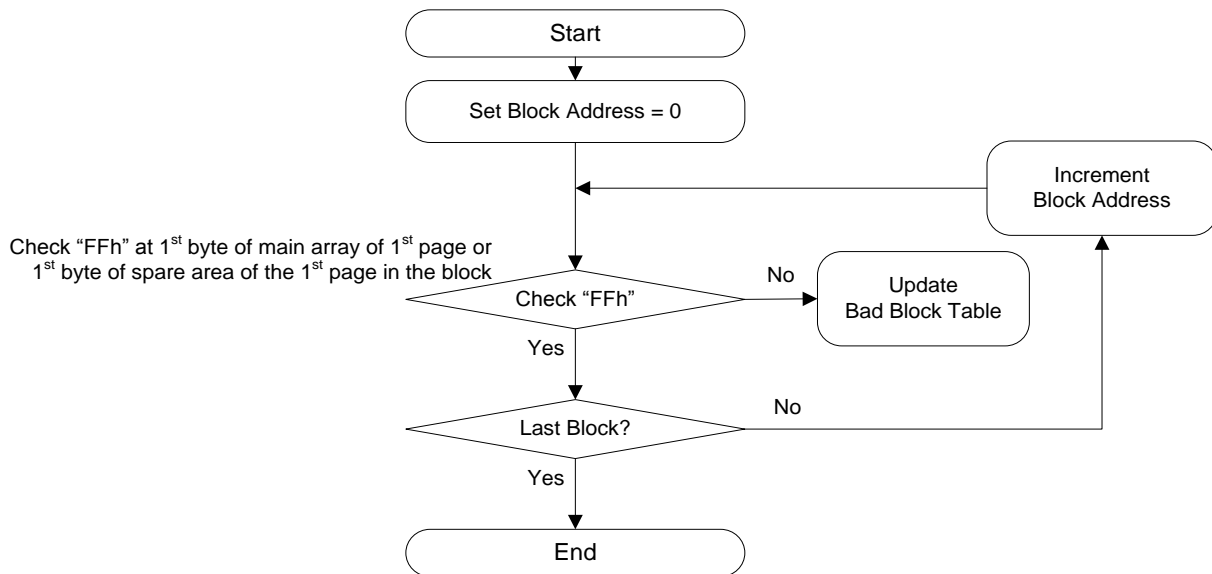 Start
Set Block Address = 0
Increment
Block Address
Check “FFh” at 1st byte of main array of 1st page or
1st byte of spare area of the 1st page in the block
Check “FFh”
No
Update
Bad Block Table
Yes
Last Block?
No
Yes
End